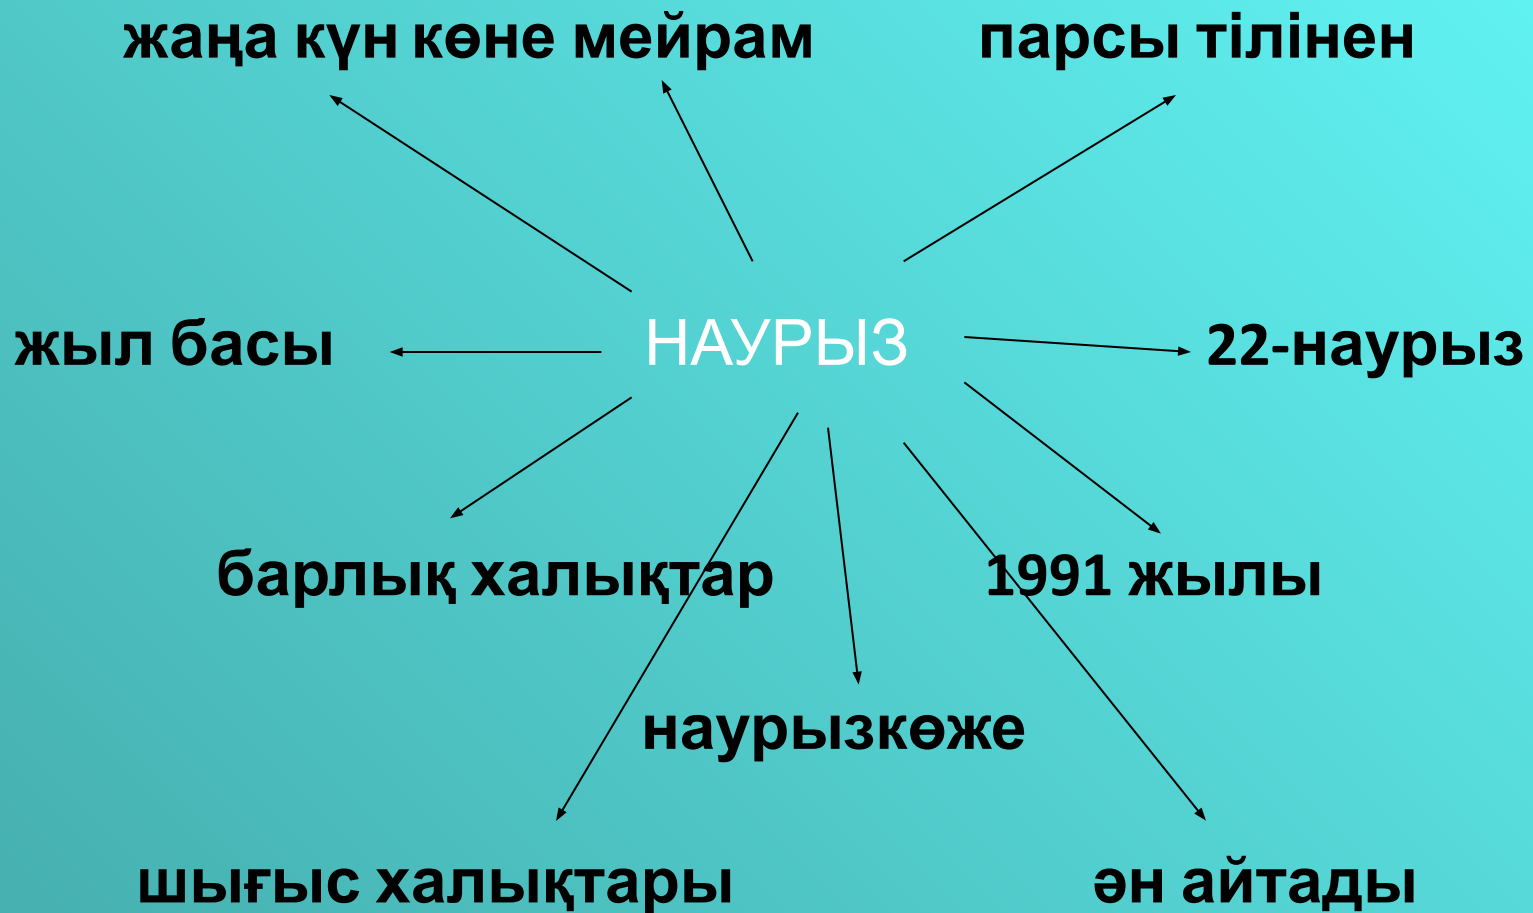 жаңа күн көне мейрам
парсы тілінен
жыл басы
НАУРЫЗ
22-наурыз
барлық халықтар
1991 жылы
наурызкөже
шығыс халықтары
ән айтады